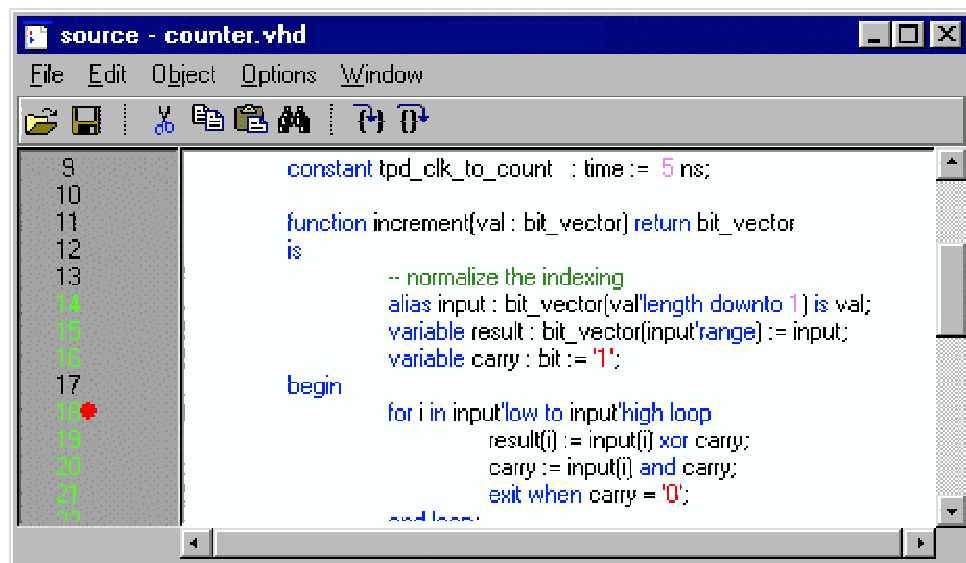 source - counter.vhd
File Edit Object Options Window
9 constant tpd_clk_to_count : time := 5 ns;
10
11 function increment(val : bit_vector) return bit_vector
12 is
13 -- normalize the indexing
14 alias input : bit_vector(val'length downto 1) is val;
15 variable result : bit_vector(input'range) := input;
16 variable carry : bit := '1';
17 begin
18 for i in input'low to input'high loop
19 result(i) := input(i) xor carry;
20 carry := input(i) and carry;
21 exit when carry = '0';
22 end loop;